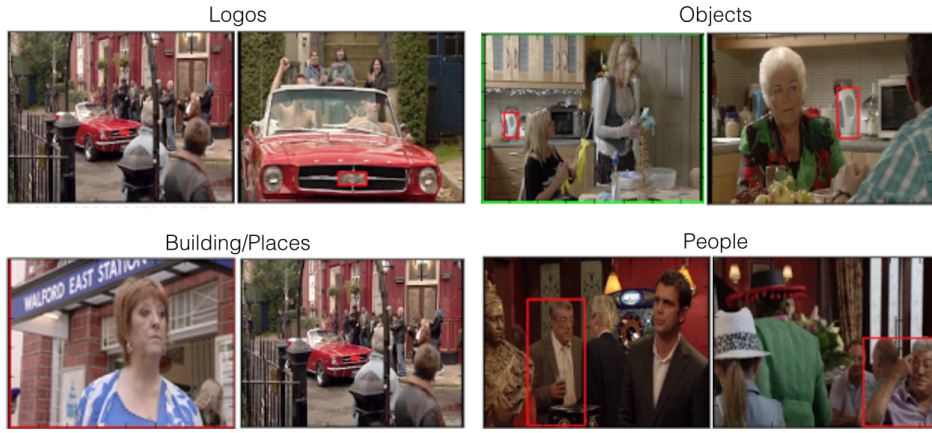 Logos
Objects
WALFORD EAST STATION
Building/Places
People